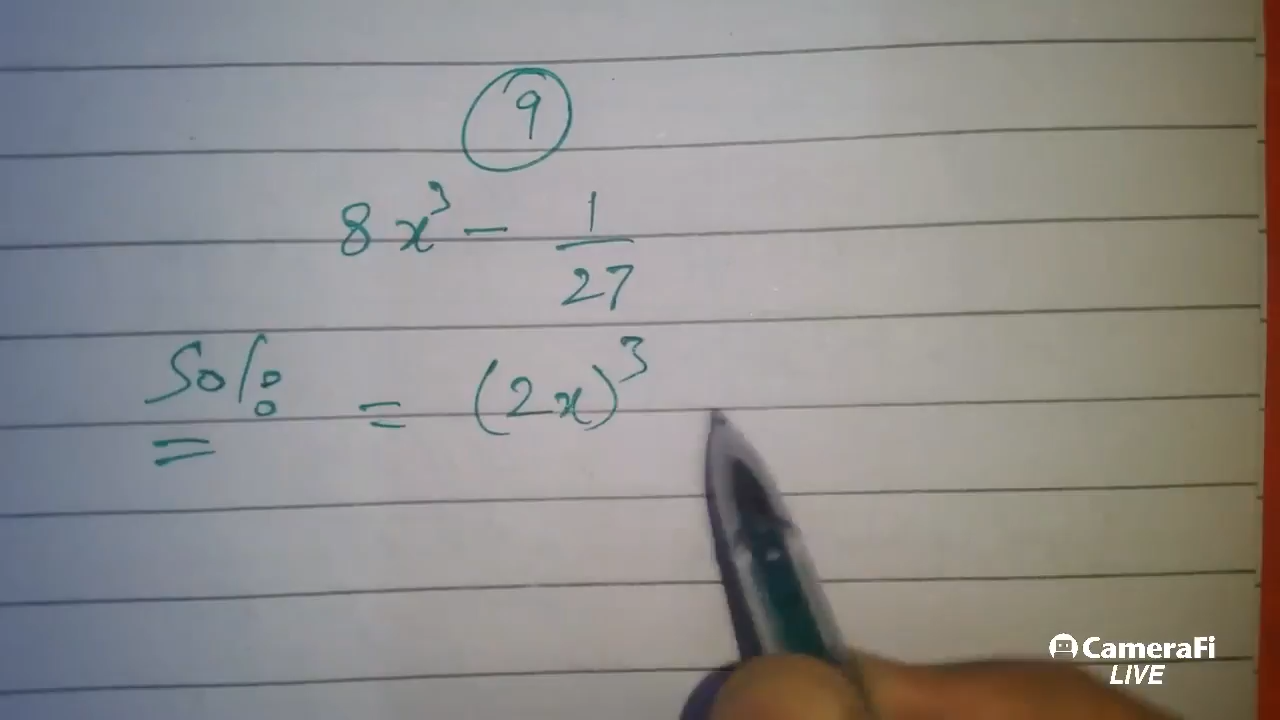 9
8x³ - 1/27
Sol: = (2x)³
CameraFi
LIVE